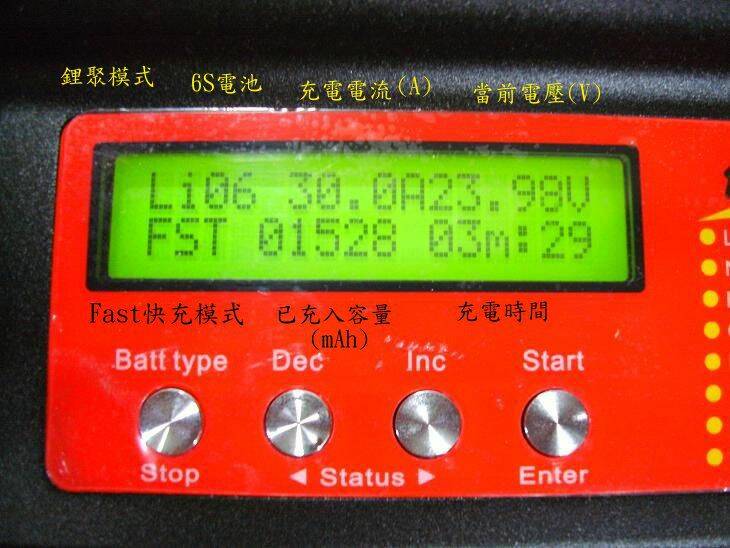 鋰聚模式 6S電池 充電電流(A) 當前電壓(V)
Li06 30.0A23.98V
FST 01528 03m:29
Fast快充模式 已充入容量 充電時間
(mAh)
Batt type Dec Inc Start
Stop ◄ Status ► Enter